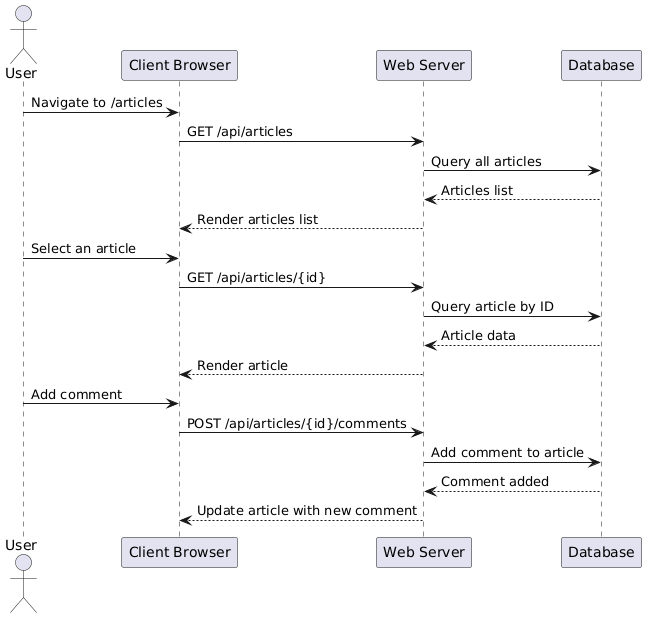 User
Client Browser
Web Server
Database
Navigate to /articles
GET /api/articles
Query all articles
Articles list
Render articles list
Select an article
GET /api/articles/{id}
Query article by ID
Article data
Render article
Add comment
POST /api/articles/{id}/comments
Add comment to article
Comment added
Update article with new comment
User
Client Browser
Web Server
Database